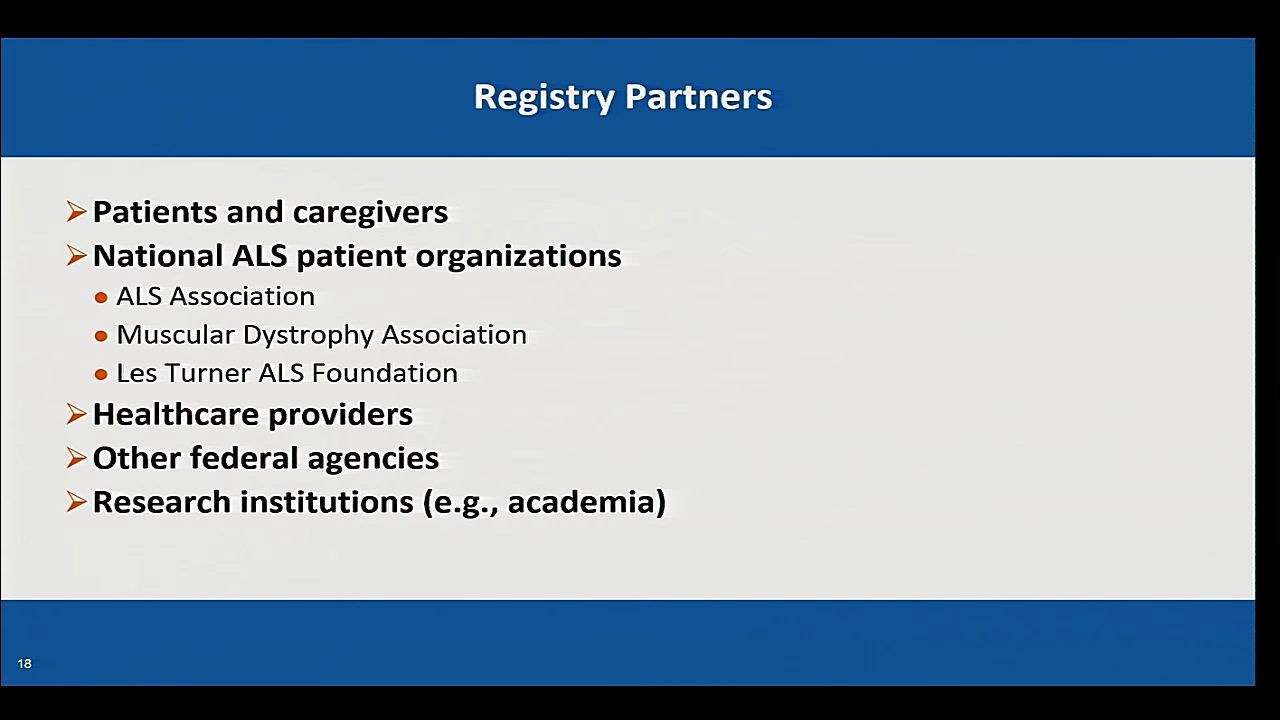 Registry Partners
Patients and caregivers
National ALS patient organizations
ALS Association
Muscular Dystrophy Association
Les Turner ALS Foundation
Healthcare providers
Other federal agencies
Research institutions (e.g., academia)
18